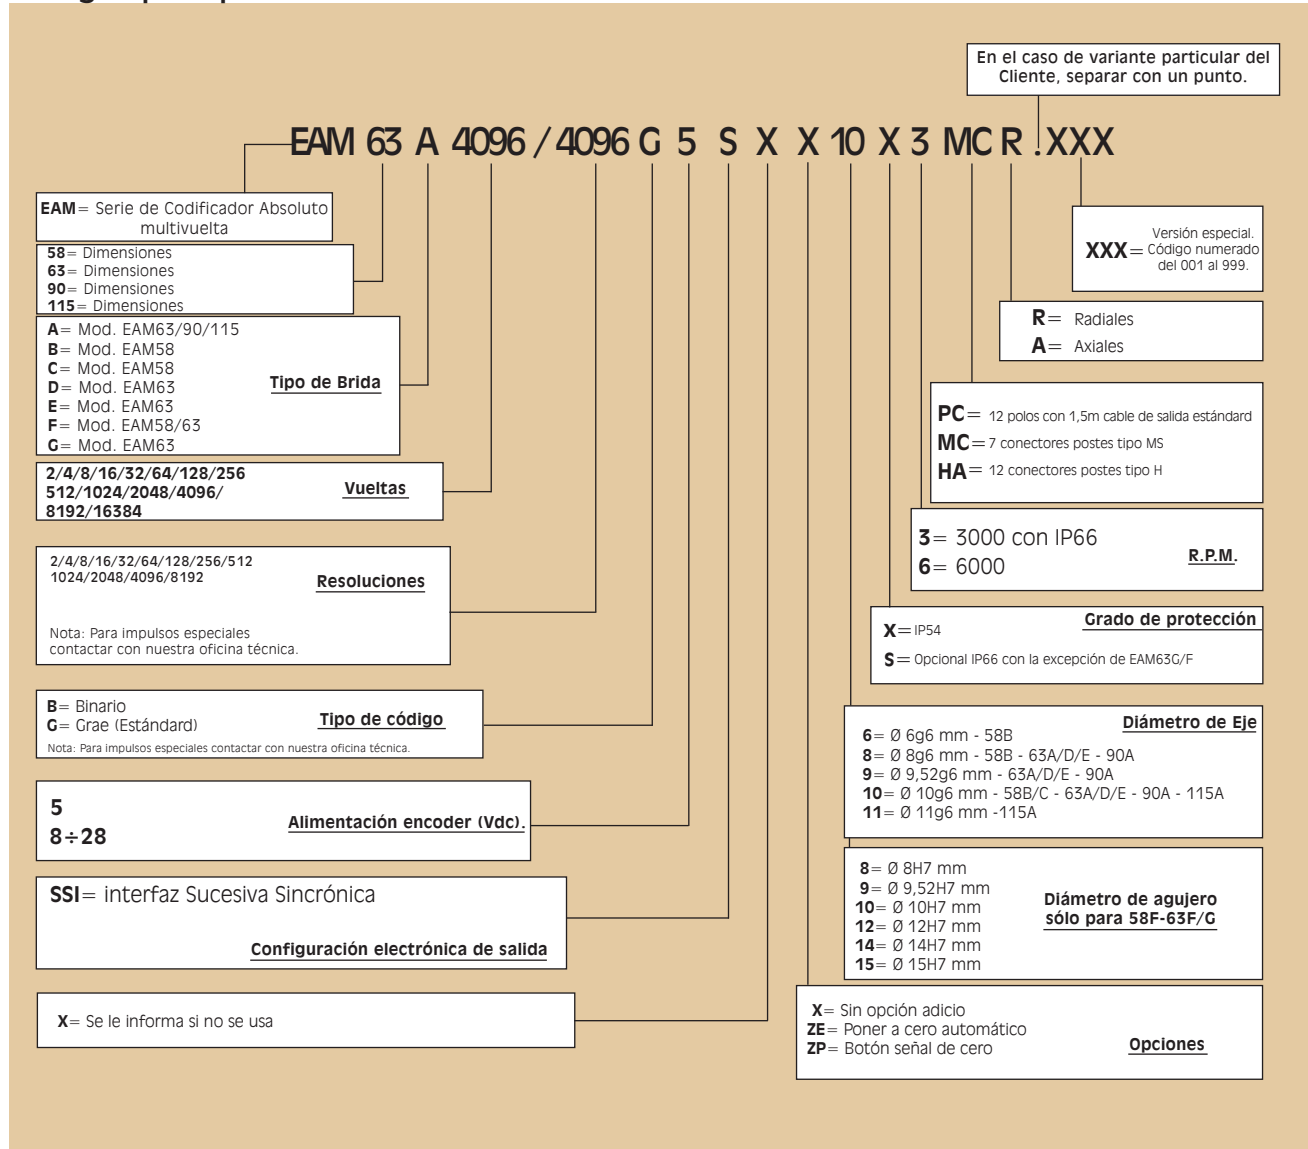 En el caso de variante particular del
Cliente, separar con un punto.
EAM 63 A 4096 / 4096 G 5 S X X 10 X 3 MC R . XXX
EAM= Serie de Codificador Absoluto
multivuelta
58= Dimensiones
63= Dimensiones
90= Dimensiones
115= Dimensiones
A= Mod. EAM63/90/115
B= Mod. EAM58
C= Mod. EAM58
D= Mod. EAM63
E= Mod. EAM63
F= Mod. EAM58/63
G= Mod. EAM63
Tipo de Brida
2/4/8/16/32/64/128/256
512/1024/2048/4096/
8192/16384
Vueltas
2/4/8/16/32/64/128/256/512
1024/2048/4096/8192
Resoluciones
Nota: Para impulsos especiales
contactar con nuestra oficina técnica.
B= Binario
G= Grae (Estándard)
Tipo de código
Nota: Para impulsos especiales contactar con nuestra oficina técnica.
5
8÷28
Alimentación encoder (Vdc).
SSI= interfaz Sucesiva Sincrónica
Configuración electrónica de salida
X= Se le informa si no se usa
XXX= Versión especial.
Código numerado
del 001 al 999.
R= Radiales
A= Axiales
PC= 12 polos con 1,5m cable de salida estándard
MC= 7 conectores postes tipo MS
HA= 12 conectores postes tipo H
3= 3000 con IP66
6= 6000
R.P.M.
Grado de protección
X= IP54
S= Opcional IP66 con la excepción de EAM63G/F
Diámetro de Eje
6= Ø 6g6 mm - 58B
8= Ø 8g6 mm - 58B - 63A/D/E - 90A
9= Ø 9,52g6 mm - 63A/D/E - 90A
10= Ø 10g6 mm - 58B/C - 63A/D/E - 90A - 115A
11= Ø 11g6 mm -115A
8= Ø 8H7 mm
9= Ø 9,52H7 mm
10= Ø 10H7 mm
12= Ø 12H7 mm
14= Ø 14H7 mm
15= Ø 15H7 mm
Diámetro de agujero
sólo para 58F-63F/G
X= Sin opción adicio
ZE= Poner a cero automático
ZP= Botón señal de cero
Opciones